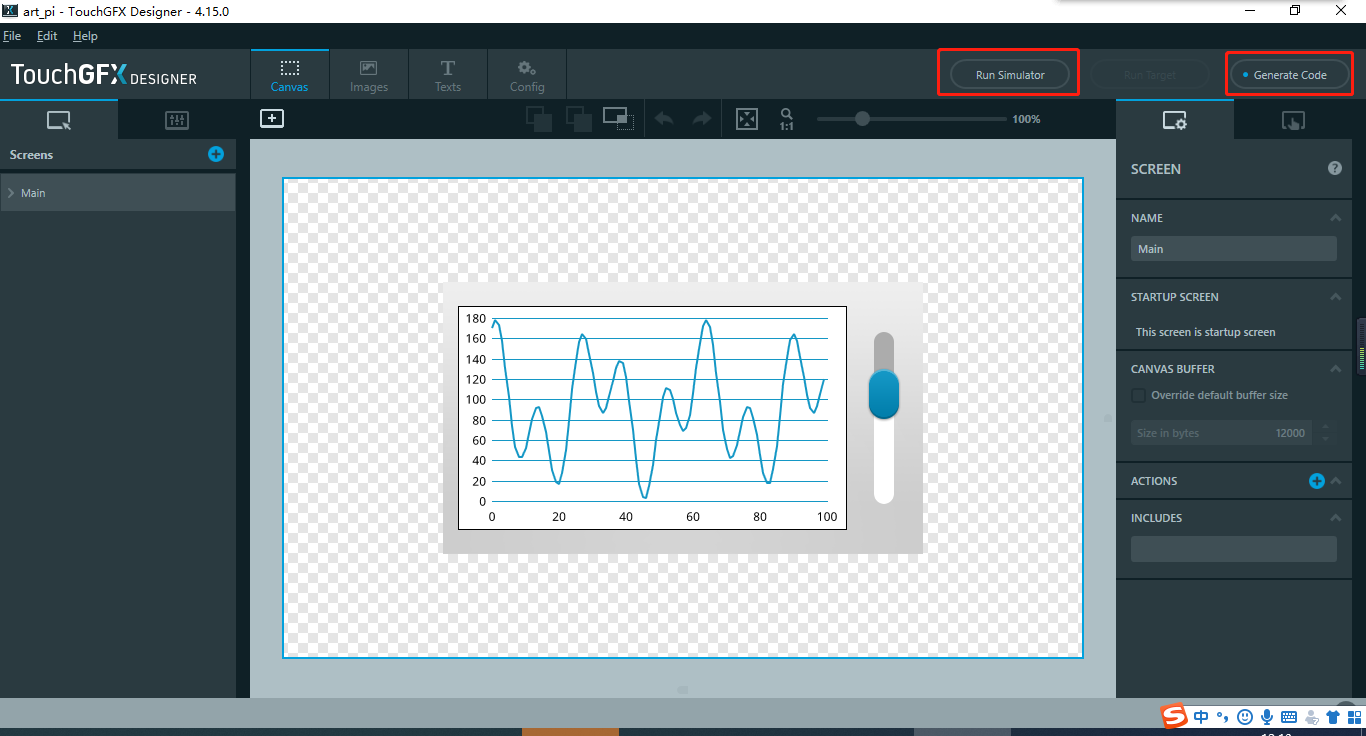 art_pi - TouchGFX Designer - 4.15.0
File Edit Help
TouchGFX DESIGNER
Canvas
Images
Texts
Config
Run Simulator
Run Target
Generate Code
1:1
100%
Screens
Main
180
160
140
120
100
80
60
40
20
0
0 20 40 60 80 100
SCREEN
?
NAME
Main
STARTUP SCREEN
This screen is startup screen
CANVAS BUFFER
Override default buffer size
Size in bytes 12000
ACTIONS
INCLUDES
S 中